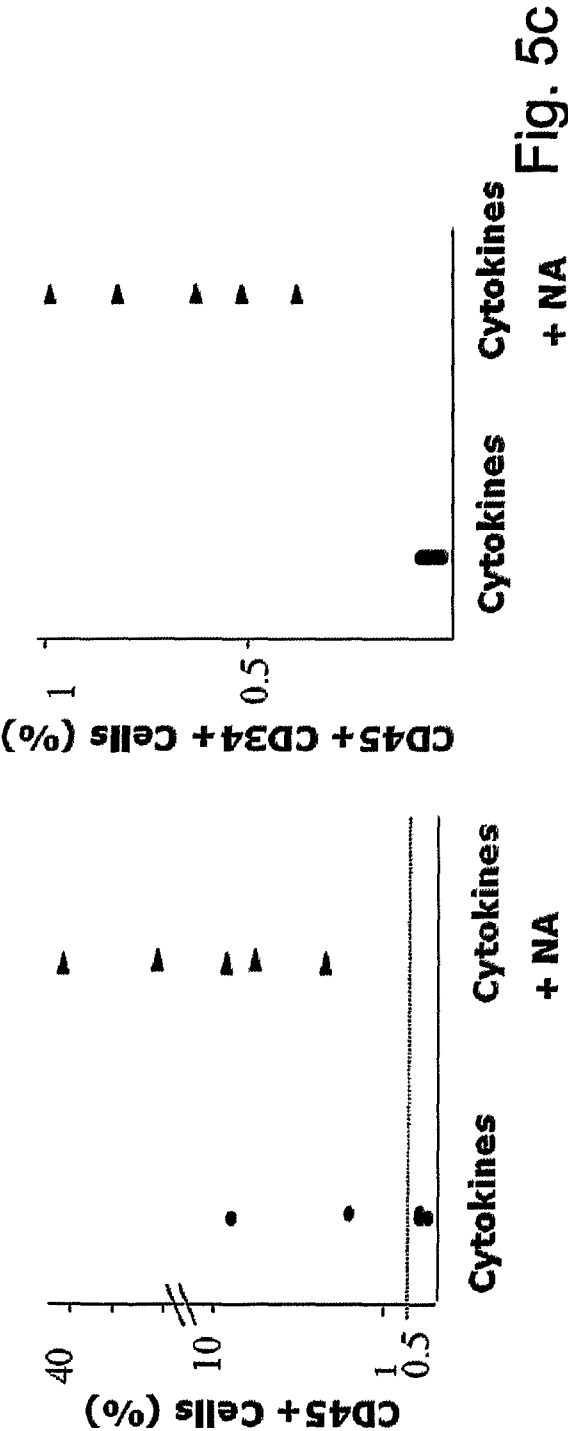 CD45+ Cells (%)
40
10
1
0.5
Cytokines
Cytokines
+ NA
CD45+ CD34+ Cells (%)
1
0.5
Cytokines
Cytokines
+ NA
Fig. 5c